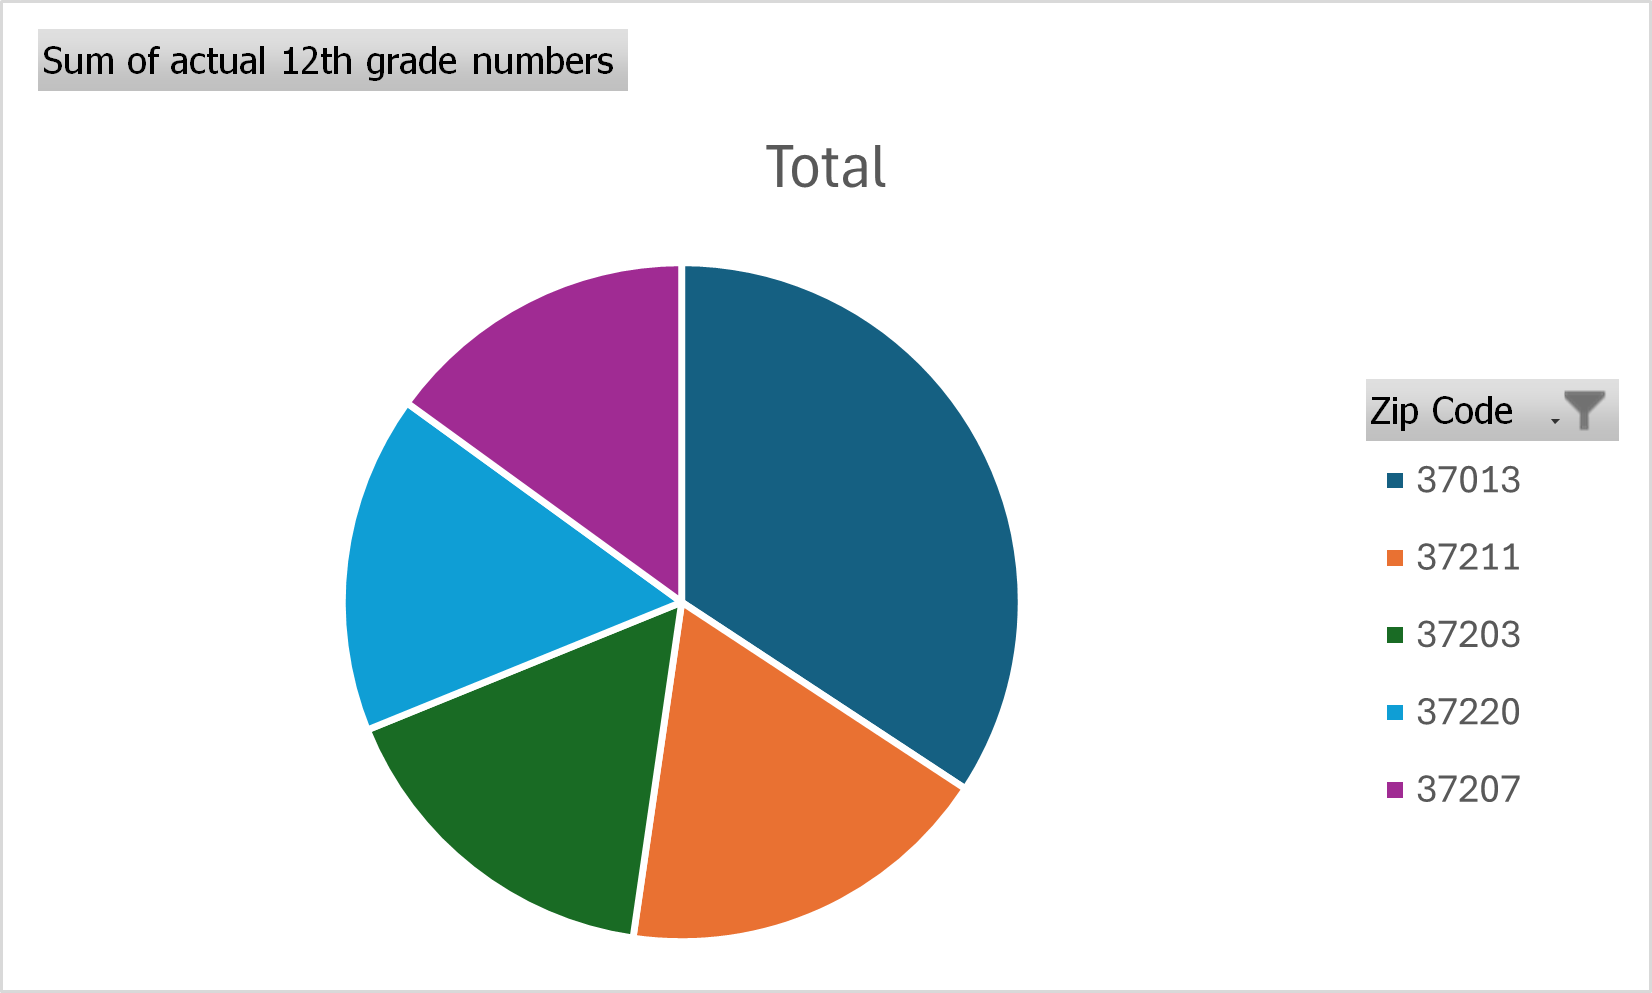 Sum of actual 12th grade numbers
Total
Zip Code
37013
37211
37203
37220
37207